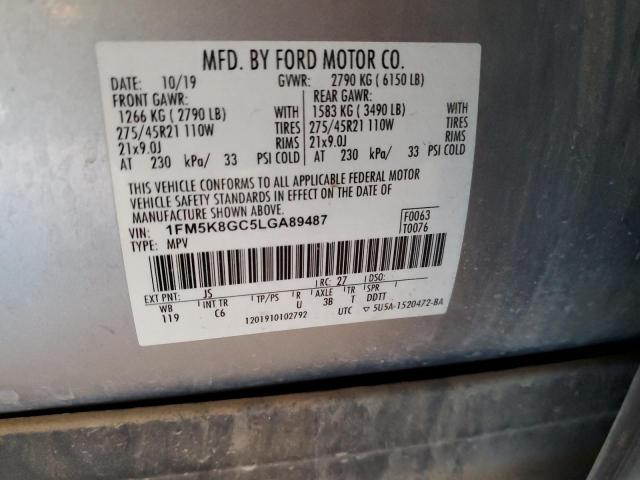 MFD. BY FORD MOTOR CO.
DATE: 10/19 GVWR: 2790 KG ( 6150 LB)
FRONT GAWR: REAR GAWR:
1266 KG ( 2790 LB) WITH 1583 KG ( 3490 LB) WITH
275/45R21 110W TIRES 275/45R21 110W TIRES
21x9.0J RIMS 21x9.0J RIMS
AT 230 kPa/ 33 PSI COLD AT 230 kPa/ 33 PSI COLD
THIS VEHICLE CONFORMS TO ALL APPLICABLE FEDERAL MOTOR
VEHICLE SAFETY STANDARDS IN EFFECT ON THE DATE OF
MANUFACTURE SHOWN ABOVE.
VIN: 1FM5K8GC5LGA89487 F0063
TYPE: MPV T0076
EXT PNT: JS RC: 27 DSO:
WB INT TR TP/PS R AXLE TR SPR
119 C6 U 3B T DDTT
1201910102792 UTC ▽ 5U5A-1520472-BA